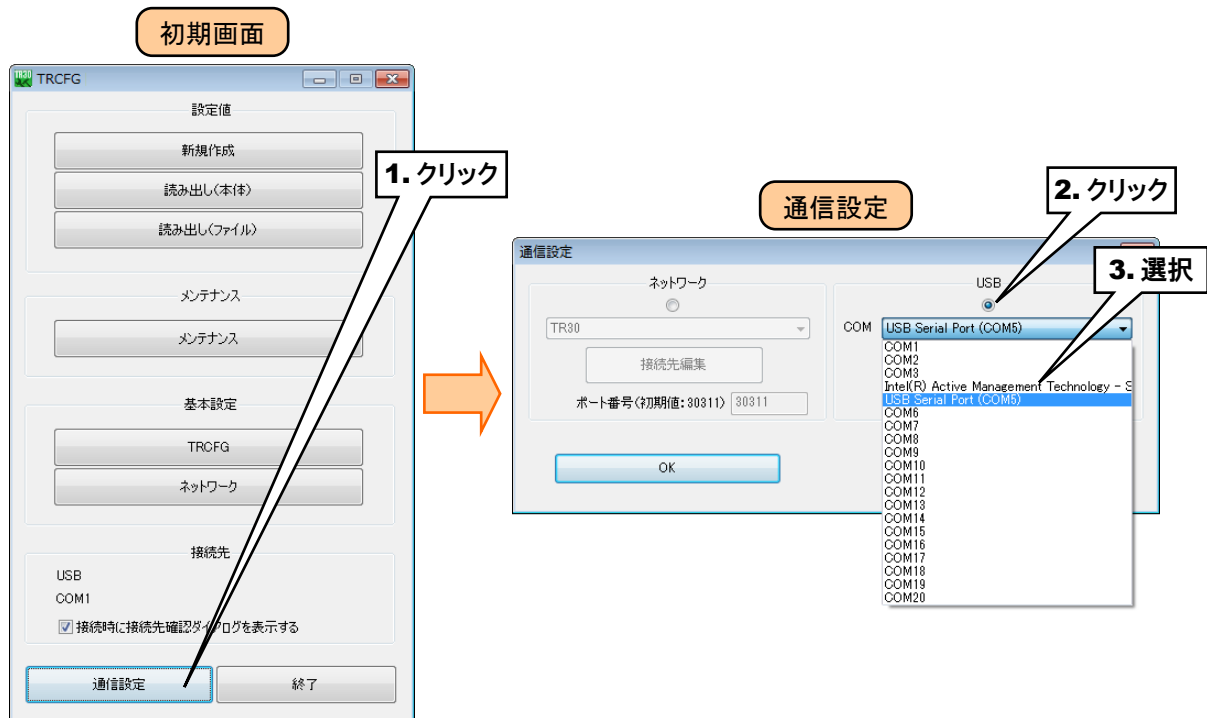 初期画面
TRCFG
設定値
新規作成
読み出し(本体)
読み出し(ファイル)
メンテナンス
メンテナンス
基本設定
TRCFG
ネットワーク
接続先
USB
COM1
接続時に接続先確認ダイアログを表示する
通信設定
終了
1. クリック
通信設定
2. クリック
3. 選択
通信設定
ネットワーク
TR30
接続先編集
ポート番号(初期値:30311) 30311
OK
USB
COM USB Serial Port (COM5)
COM1
COM2
COM3
Intel(R) Active Management Technology - S
USB Serial Port (COM5)
COM6
COM7
COM8
COM9
COM10
COM11
COM12
COM13
COM14
COM15
COM16
COM17
COM18
COM19
COM20